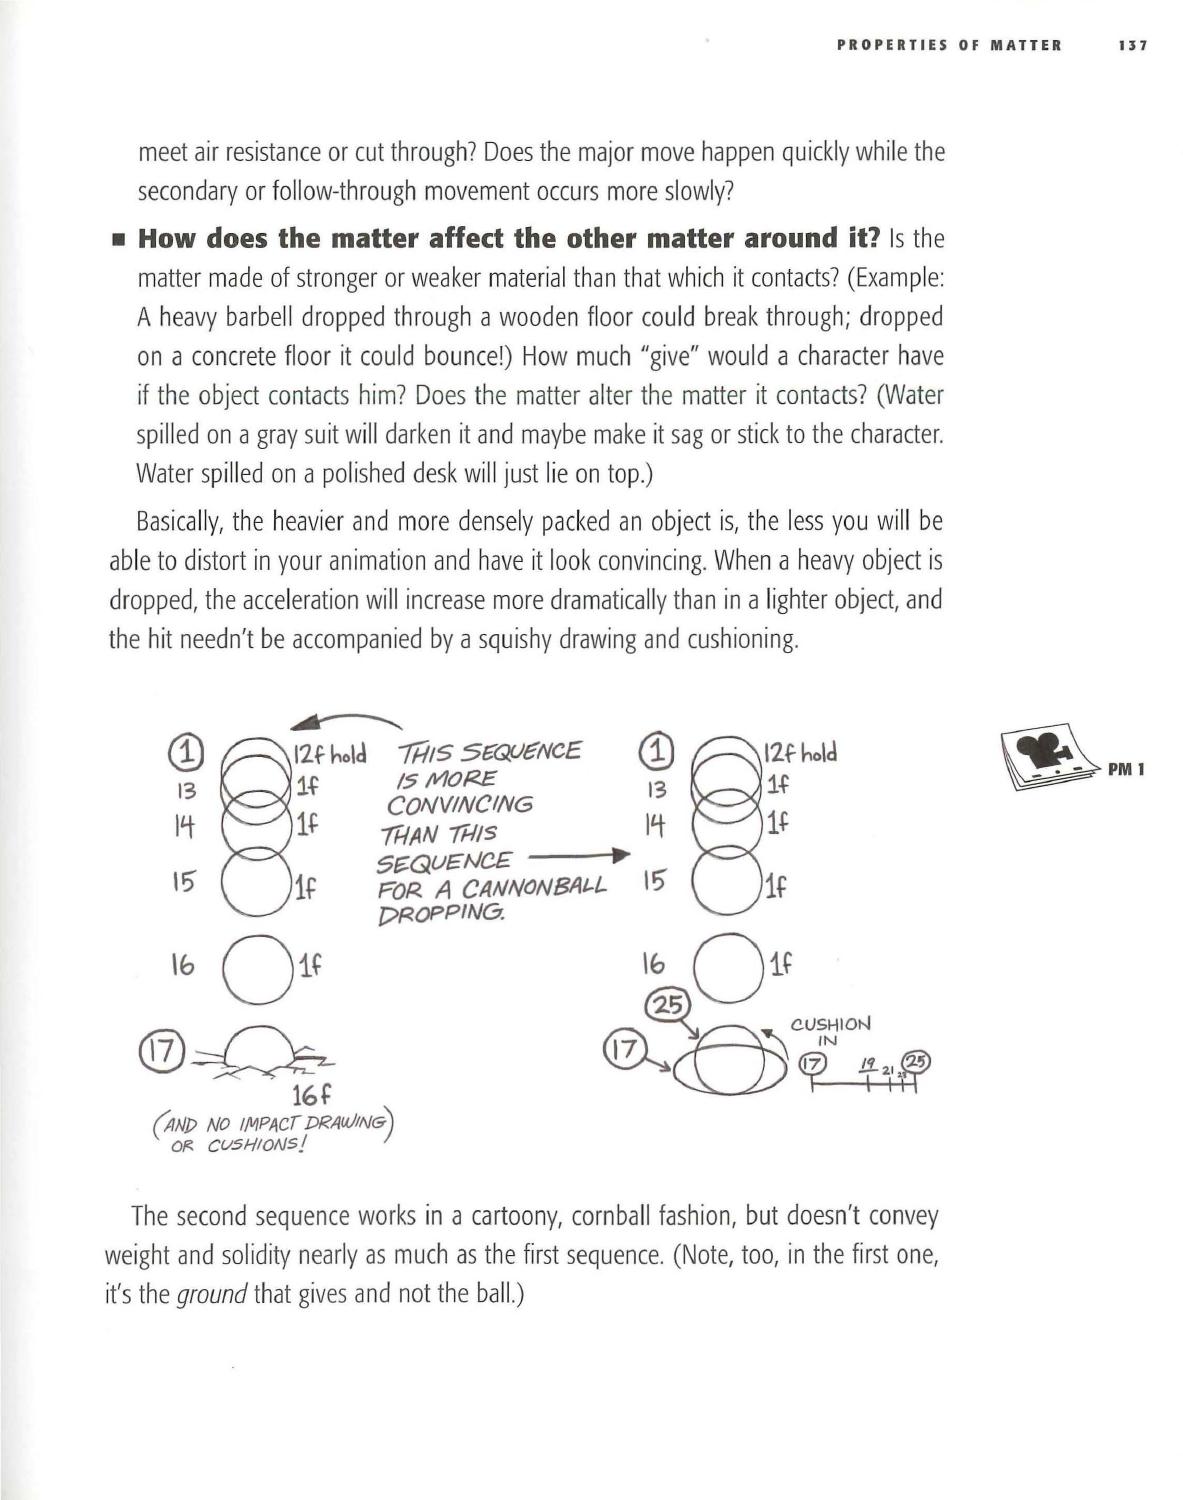 PROPERTIES OF MATTER 137
meet air resistance or cut through? Does the major move happen quickly while the
secondary or follow-through movement occurs more slowly?
■ How does the matter affect the other matter around it? Is the
matter made of stronger or weaker material than that which it contacts? (Example:
A heavy barbell dropped through a wooden floor could break through; dropped
on a concrete floor it could bounce!) How much “give” would a character have
if the object contacts him? Does the matter alter the matter it contacts? (Water
spilled on a gray suit will darken it and maybe make it sag or stick to the character.
Water spilled on a polished desk will just lie on top.)
Basically, the heavier and more densely packed an object is, the less you will be
able to distort in your animation and have it look convincing. When a heavy object is
dropped, the acceleration will increase more dramatically than in a lighter object, and
the hit needn't be accompanied by a squishy drawing and cushioning.
1 12f hold
13 1f
14 1f
15 1f
16 1f
17
16f
(AND NO IMPACT DRAWING)
OR CUSHIONS!
THIS SEQUENCE
IS MORE
CONVINCING
THAN THIS
SEQUENCE
FOR A CANNONBALL
DROPPING.
1 12f hold
13 1f
14 1f
15 1f
16 1f
25
17
CUSHION
IN
17 19 21 23 25
PM 1
The second sequence works in a cartoony, cornball fashion, but doesn't convey
weight and solidity nearly as much as the first sequence. (Note, too, in the first one,
it's the ground that gives and not the ball.)